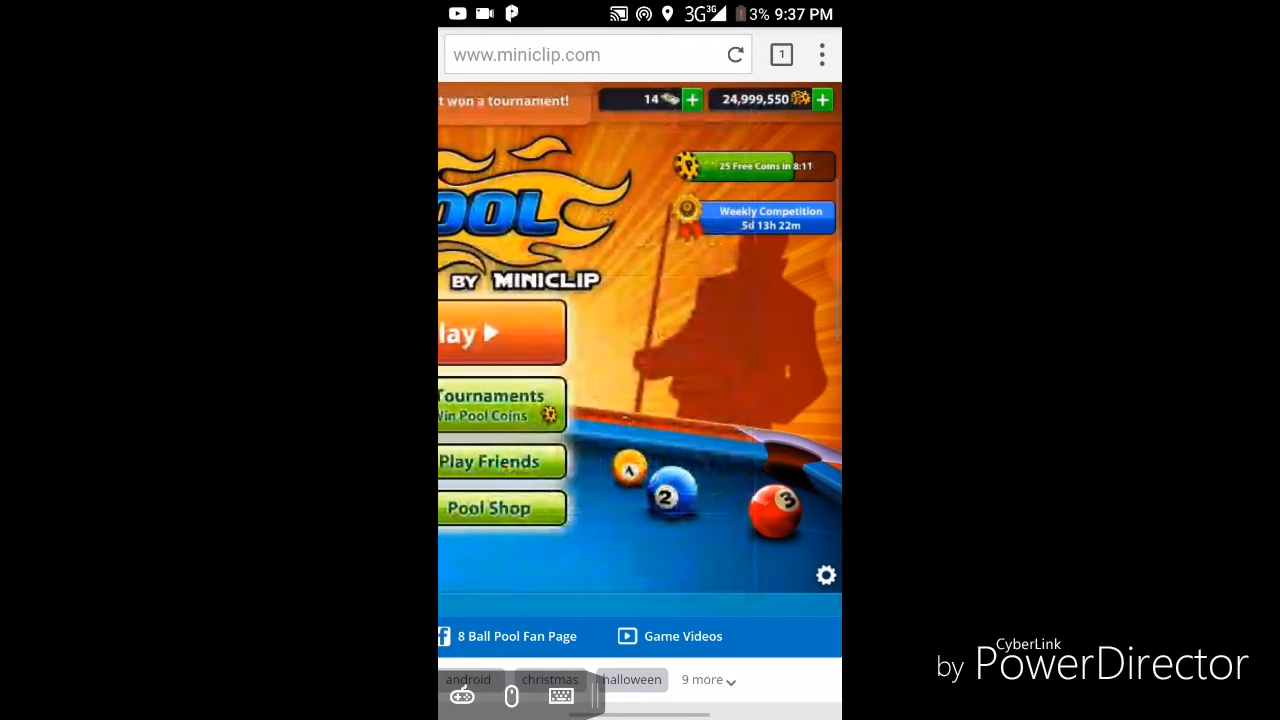 3G 3G 3% 9:37 PM
www.miniclip.com
1
t won a tournament!
14
24,999,550
25 Free Coins in 8:11
Weekly Competition
5d 13h 22m
OOL
BY MINICLIP
lay
Tournaments
Win Pool Coins
Play Friends
Pool Shop
2
3
f 8 Ball Pool Fan Page
Game Videos
android
christmas
halloween
9 more
CyberLink
by PowerDirector